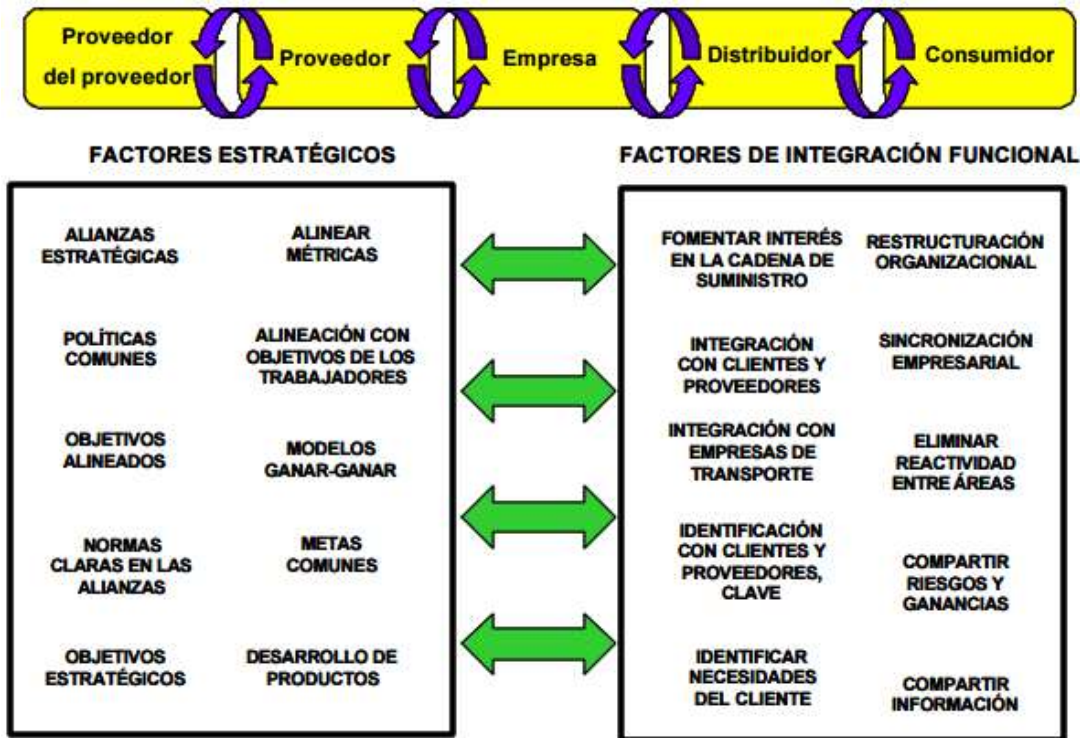 Proveedor
del proveedor
Proveedor
Empresa
Distribuidor
Consumidor
FACTORES ESTRATÉGICOS
ALIANZAS
ESTRATÉGICAS
ALINEAR
MÉTRICAS
POLÍTICAS
COMUNES
ALINEACIÓN CON
OBJETIVOS DE LOS
TRABAJADORES
OBJETIVOS
ALINEADOS
MODELOS
GANAR-GANAR
NORMAS
CLARAS EN LAS
ALIANZAS
METAS
COMUNES
OBJETIVOS
ESTRATÉGICOS
DESARROLLO DE
PRODUCTOS
FACTORES DE INTEGRACIÓN FUNCIONAL
FOMENTAR INTERÉS
EN LA CADENA DE
SUMINISTRO
RESTRUCTURACIÓN
ORGANIZACIONAL
INTEGRACIÓN
CON CLIENTES Y
PROVEEDORES
SINCRONIZACIÓN
EMPRESARIAL
INTEGRACIÓN CON
EMPRESAS DE
TRANSPORTE
ELIMINAR
REACTIVIDAD
ENTRE ÁREAS
IDENTIFICACIÓN
CON CLIENTES Y
PROVEEDORES,
CLAVE
COMPARTIR
RIESGOS Y
GANANCIAS
IDENTIFICAR
NECESIDADES
DEL CLIENTE
COMPARTIR
INFORMACIÓN